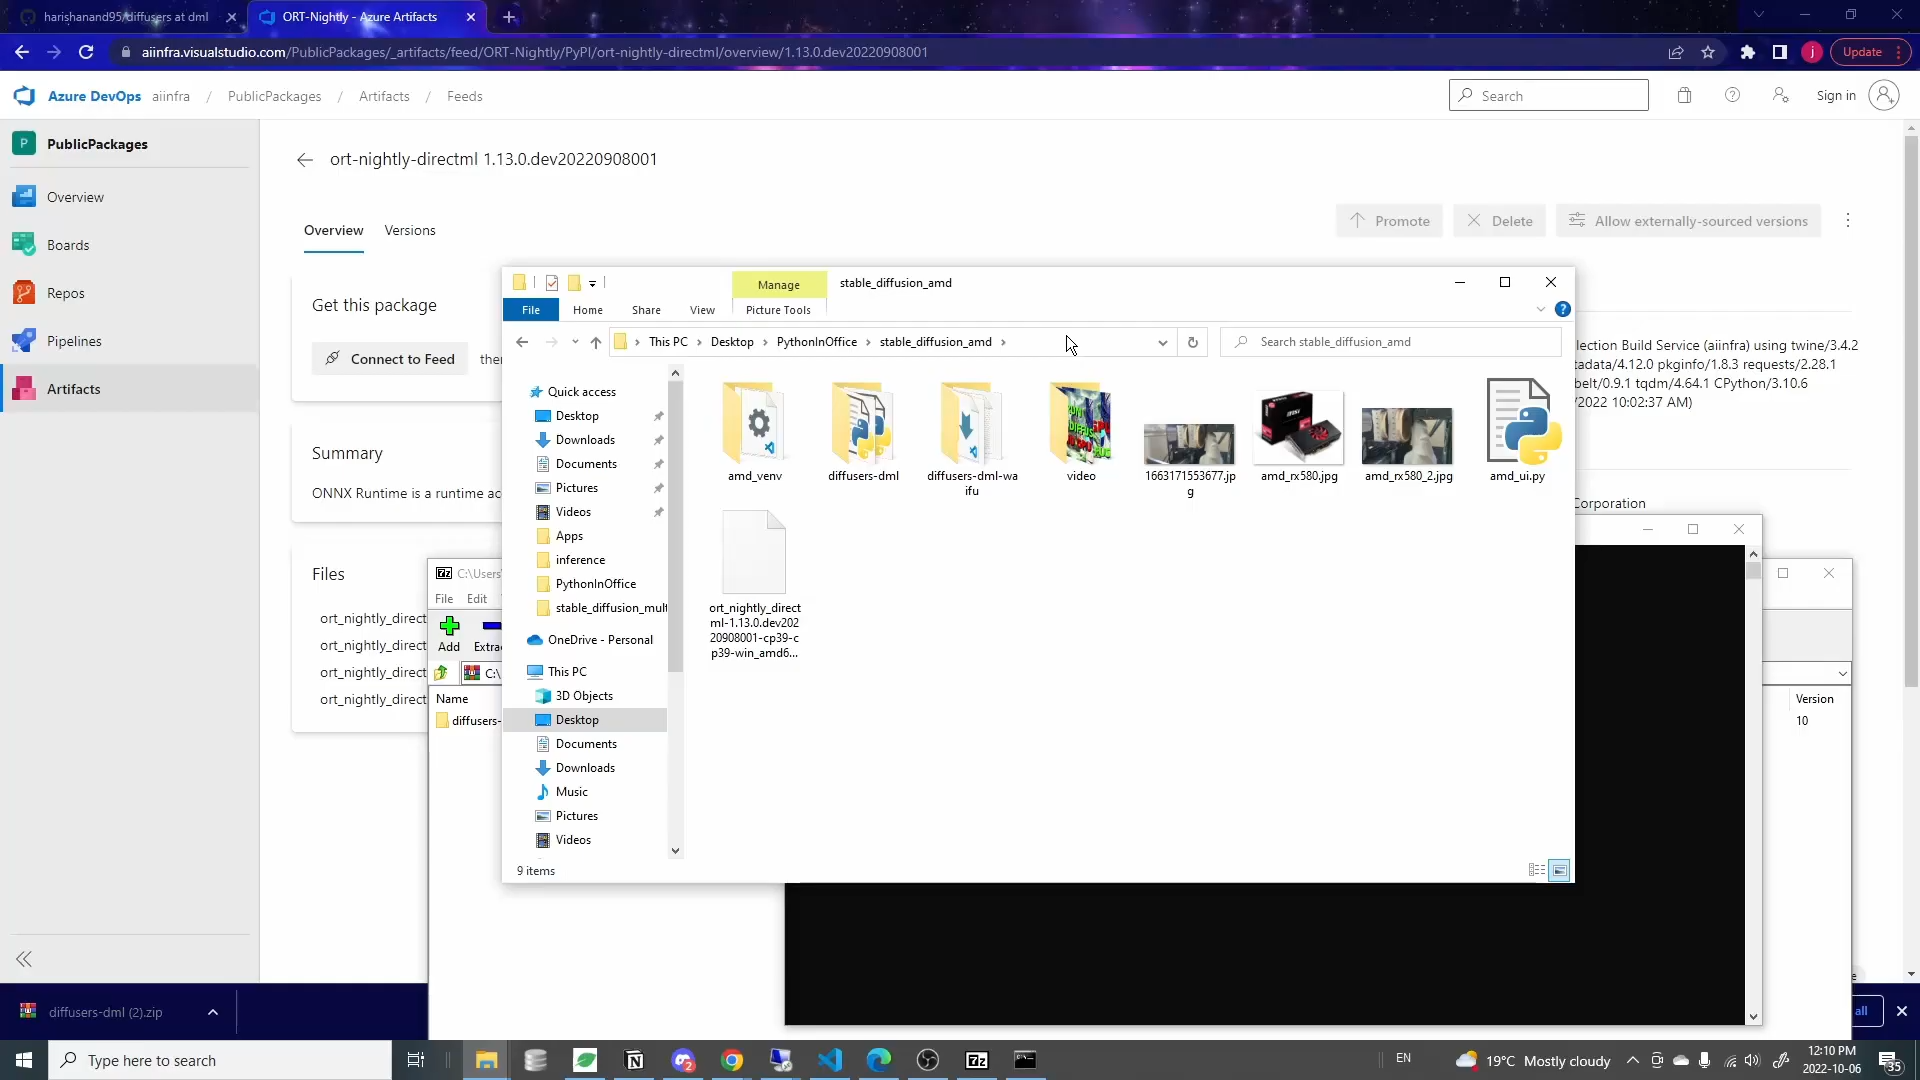 harishanand95/diffusers at dml
ORT-Nightly - Azure Artifacts
aiinfra.visualstudio.com/PublicPackages/_artifacts/feed/ORT-Nightly/PyPI/ort-nightly-directml/overview/1.13.0.dev20220908001
j
Update
Azure DevOps
aiinfra / PublicPackages / Artifacts / Feeds
Search
Sign in
P
PublicPackages
Overview
Boards
Repos
Pipelines
Artifacts
ort-nightly-directml 1.13.0.dev20220908001
Overview
Versions
Promote
Delete
Allow externally-sourced versions
Get this package
Connect to Feed
Summary
ONNX Runtime is a runtime
Files
ort_nightly_direct
ort_nightly_direct
ort_nightly_direct
ort_nightly_direct
lection Build Service (aiinfra) using twine/3.4.2
tadata/4.12.0 pkginfo/1.8.3 requests/2.28.1
belt/0.9.1 tqdm/4.64.1 CPython/3.10.6
/2022 10:02:37 AM)
Corporation
Manage
stable_diffusion_amd
File
Home
Share
View
Picture Tools
This PC
Desktop
PythonInOffice
stable_diffusion_amd
Search stable_diffusion_amd
Quick access
Desktop
Downloads
Documents
Pictures
Videos
Apps
inference
PythonInOffice
stable_diffusion_mult
OneDrive - Personal
This PC
3D Objects
Desktop
Documents
Downloads
Music
Pictures
Videos
amd_venv
diffusers-dml
diffusers-dml-wa
ifu
video
1663171553677.jp
g
amd_rx580.jpg
amd_rx580_2.jpg
amd_ui.py
ort_nightly_direct
ml-1.13.0.dev202
20908001-cp39-c
p39-win_amd6...
9 items
7z
C:\Users
File
Edit
Add
Extrac
C:\
Name
diffusers-
Version
10
diffusers-dml (2).zip
all
Type here to search
7z
EN
19°C Mostly cloudy
12:10 PM
2022-10-06
35